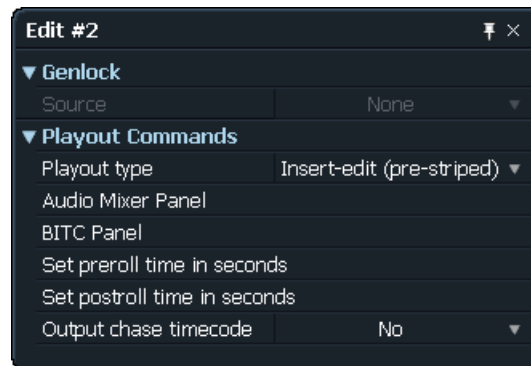 Edit #2
Genlock
Source None
Playout Commands
Playout type Insert-edit (pre-striped)
Audio Mixer Panel
BITC Panel
Set preroll time in seconds
Set postroll time in seconds
Output chase timecode No